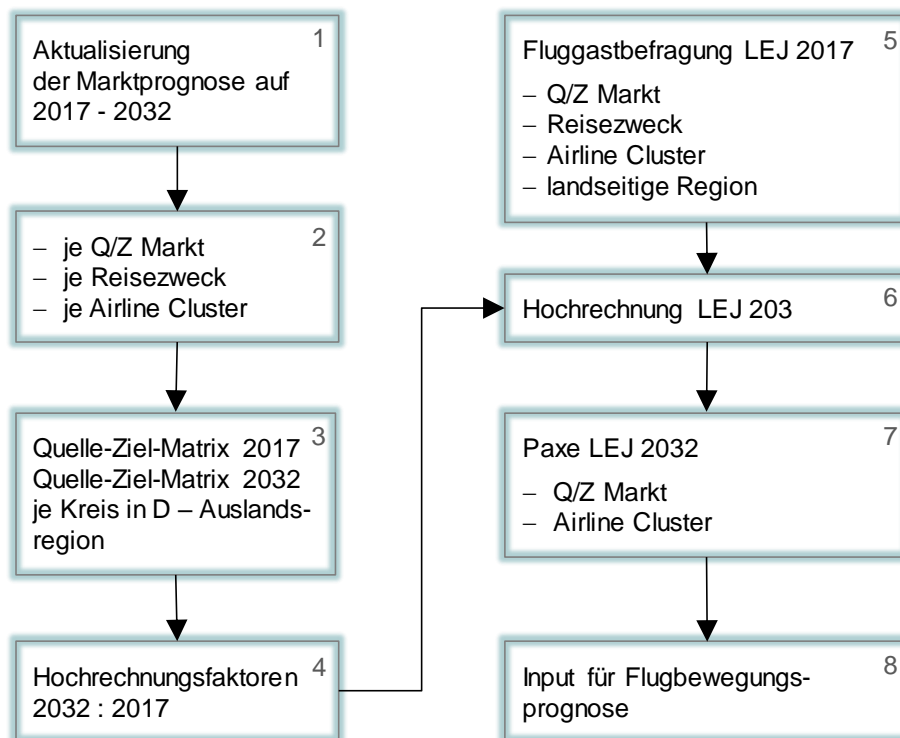 1
Aktualisierung
der Marktprognose auf
2017 - 2032
2
– je Q/Z Markt
– je Reisezweck
– je Airline Cluster
3
Quelle-Ziel-Matrix 2017
Quelle-Ziel-Matrix 2032
je Kreis in D – Auslands-
region
4
Hochrechnungsfaktoren
2032 : 2017
5
Fluggastbefragung LEJ 2017
– Q/Z Markt
– Reisezweck
– Airline Cluster
– landseitige Region
6
Hochrechnung LEJ 203
7
Paxe LEJ 2032
– Q/Z Markt
– Airline Cluster
8
Input für Flugbewegungs-
prognose